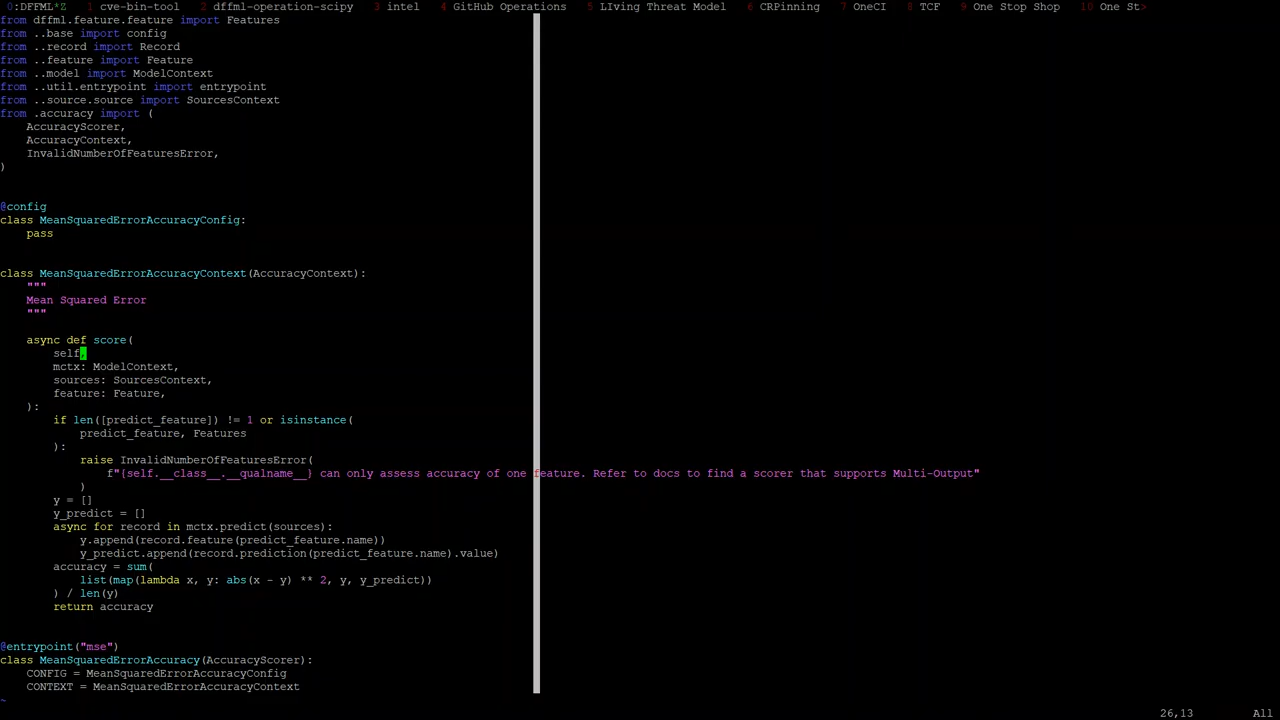 0:DFFML*Z  1 cve-bin-tool  2 dffml-operation-scipy  3 intel  4 GitHub Operations  5 LIving Threat Model  6 CRPinning  7 OneCI  8 TCF  9 One Stop Shop  10 One St>
from dffml.feature.feature import Features
from ..base import config
from ..record import Record
from ..feature import Feature
from ..model import ModelContext
from ..util.entrypoint import entrypoint
from ..source.source import SourcesContext
from .accuracy import (
    AccuracyScorer,
    AccuracyContext,
    InvalidNumberOfFeaturesError,
)
@config
class MeanSquaredErrorAccuracyConfig:
    pass
class MeanSquaredErrorAccuracyContext(AccuracyContext):
    """
    Mean Squared Error
    """
    async def score(
        self,
        mctx: ModelContext,
        sources: SourcesContext,
        feature: Feature,
    ):
        if len([predict_feature]) != 1 or isinstance(
            predict_feature, Features
        ):
            raise InvalidNumberOfFeaturesError(
                f"{self.__class__.__qualname__} can only assess accuracy of one feature. Refer to docs to find a scorer that supports Multi-Output"
            )
        y = []
        y_predict = []
        async for record in mctx.predict(sources):
            y.append(record.feature(predict_feature.name))
            y_predict.append(record.prediction(predict_feature.name).value)
        accuracy = sum(
            list(map(lambda x, y: abs(x - y) ** 2, y, y_predict))
        ) / len(y)
        return accuracy
@entrypoint("mse")
class MeanSquaredErrorAccuracy(AccuracyScorer):
    CONFIG = MeanSquaredErrorAccuracyConfig
    CONTEXT = MeanSquaredErrorAccuracyContext
~
26,13 All